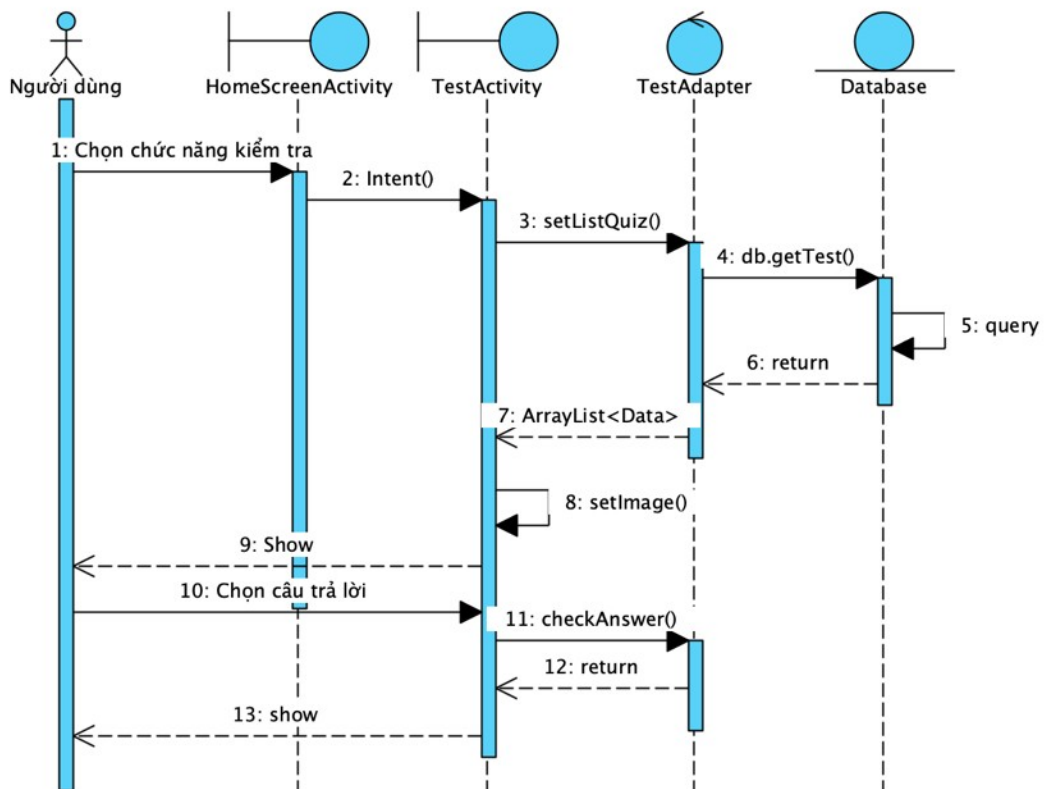 Người dùng
HomeScreenActivity
TestActivity
TestAdapter
Database
1: Chọn chức năng kiểm tra
2: Intent()
3: setListQuiz()
4: db.getTest()
5: query
6: return
7: ArrayList<Data>
8: setImage()
9: Show
10: Chọn câu trả lời
11: checkAnswer()
12: return
13: show